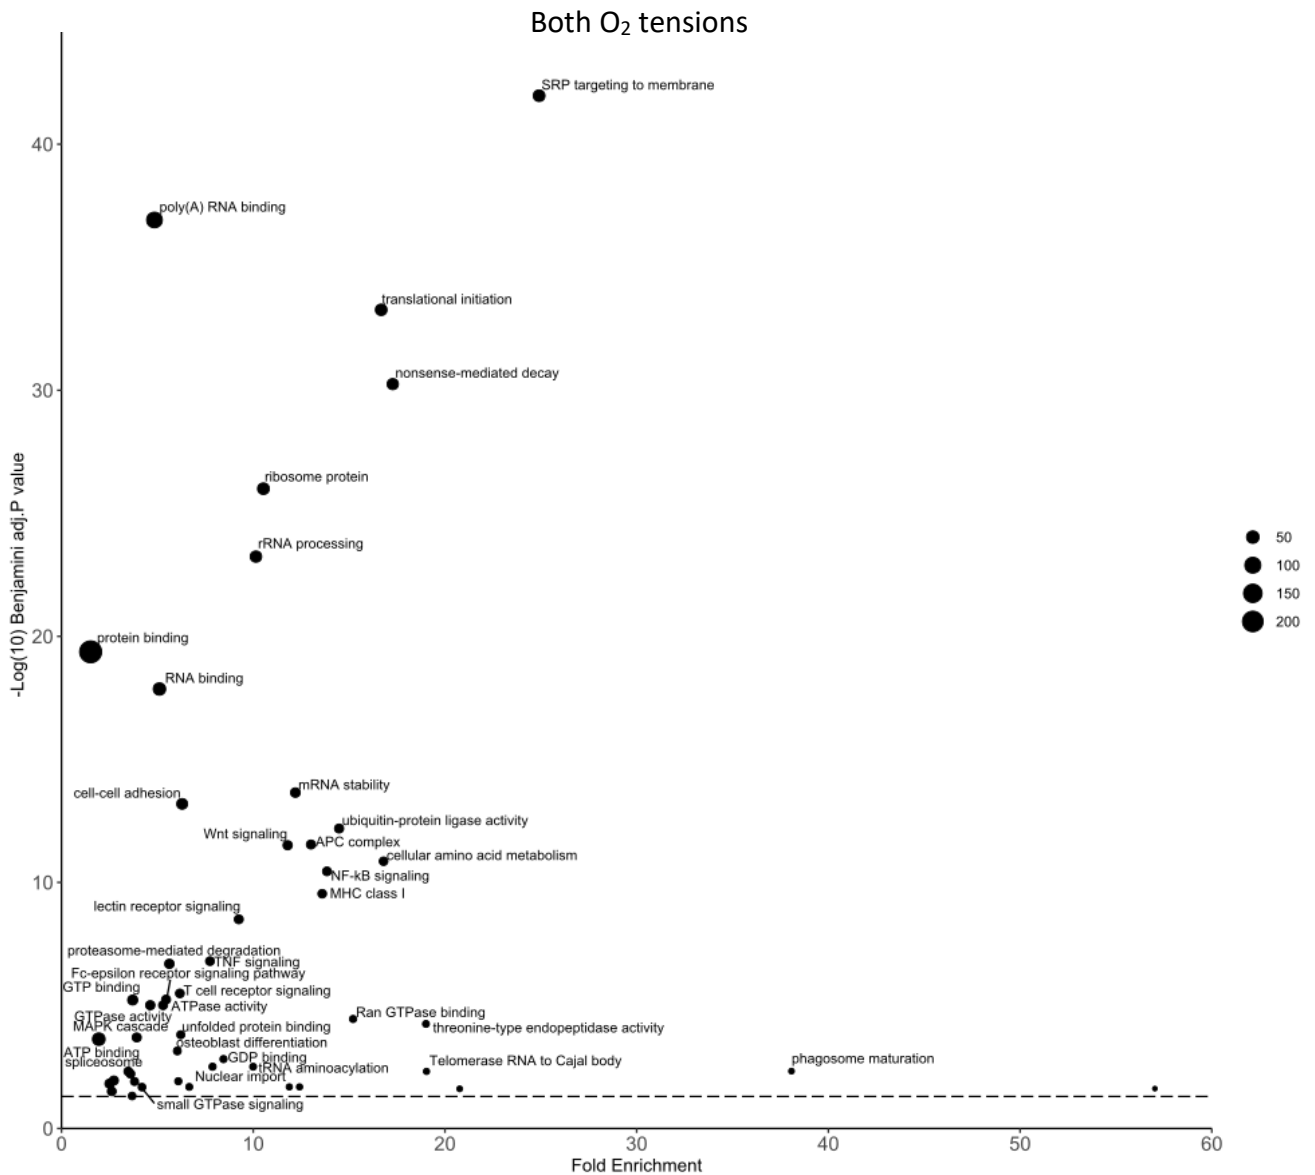 Both O₂ tensions
SRP targeting to membrane
40
poly(A) RNA binding
translational initiation
nonsense-mediated decay
30
ribosome protein
rRNA processing
50
100
150
200
-Log(10) Benjamini adj.P value
20
protein binding
RNA binding
mRNA stability
cell-cell adhesion
ubiquitin-protein ligase activity
Wnt signaling
APC complex
cellular amino acid metabolism
NF-kB signaling
10
MHC class I
lectin receptor signaling
proteasome-mediated degradation
TNF signaling
Fc-epsilon receptor signaling pathway
GTP binding
T cell receptor signaling
ATPase activity
GTPase activity
Ran GTPase binding
MAPK cascade
unfolded protein binding
threonine-type endopeptidase activity
osteoblast differentiation
ATP binding
GDP binding
spliceosome
tRNA aminoacylation
Telomerase RNA to Cajal body
phagosome maturation
Nuclear import
small GTPase signaling
0
0
10
20
30
40
50
60
Fold Enrichment